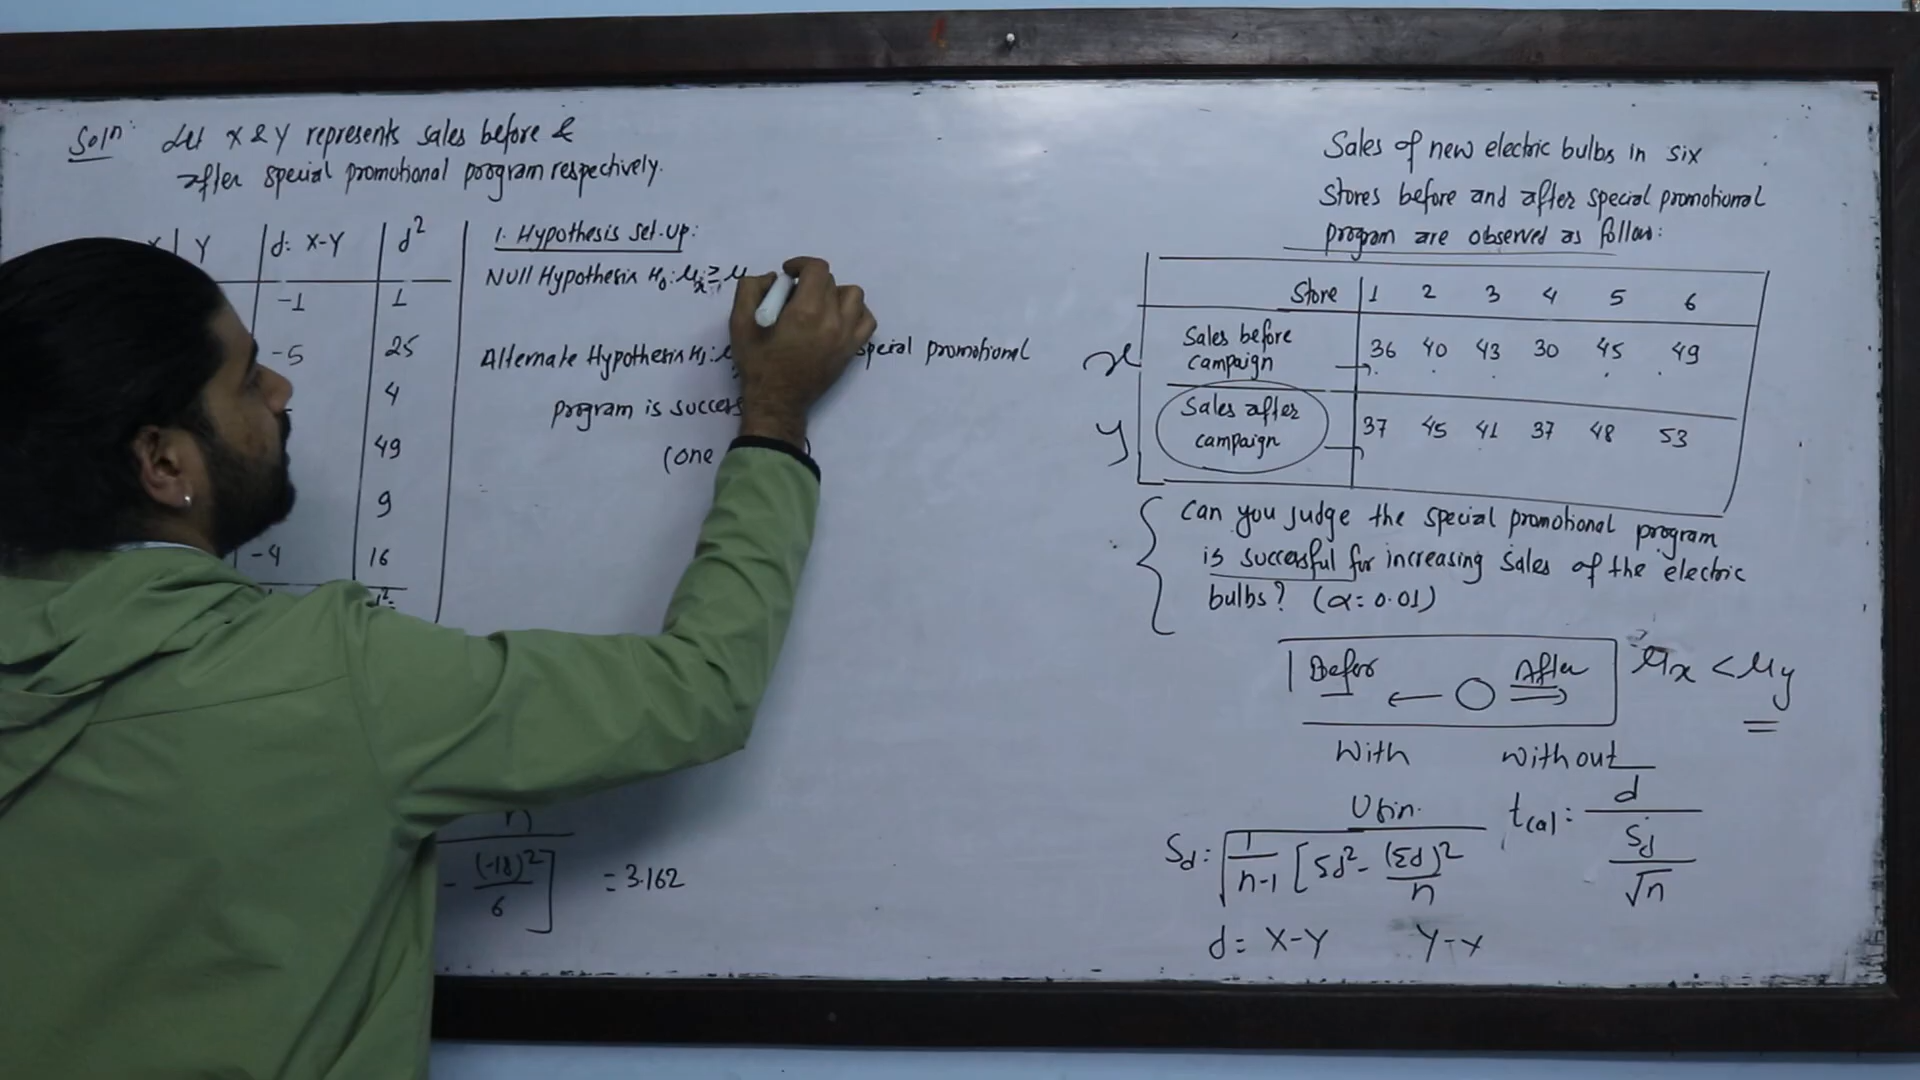 Solⁿ: Let X & Y represents sales before &
after special promotional program respectively.
Y d: X-Y d²
-1 1
-5 25
4
49
9
-4 16
1. Hypothesis Set-Up:
Null Hypothesis H₀: μₓ ≥ μ
Alternate Hypothesis H₁: special promotional
program is success
(one
n
- (-18)²/6 ] = 3.162
Sales of new electric bulbs in six
Stores before and after special promotional
program are observed as follow:
Store 1 2 3 4 5 6
x Sales before campaign 36 40 43 30 45 49
y Sales after campaign 37 45 41 37 48 53
Can you judge the special promotional program
is successful for increasing sales of the electric
bulbs? (α = 0.01)
Before ← ○ After → μx < μy
With without
t cal = d̄ / (Sd/√n)
Sd: √ 1/(n-1) [Σd² - (Σd)²/n
d = X-Y Y-X